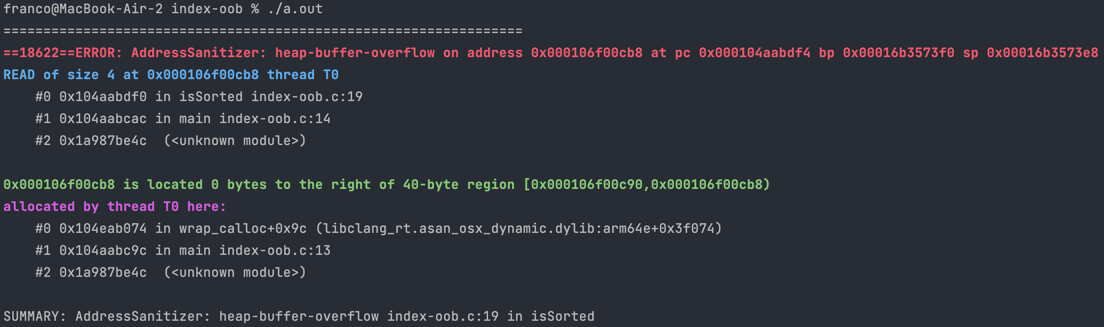 franco@MacBook-Air-2 index-oob % ./a.out
=================================================================
==18622==ERROR: AddressSanitizer: heap-buffer-overflow on address 0x000106f00cb8 at pc 0x000104aabdf4 bp 0x00016b3573f0 sp 0x00016b3573e8
READ of size 4 at 0x000106f00cb8 thread T0
    #0 0x104aabdf0 in isSorted index-oob.c:19
    #1 0x104aabcac in main index-oob.c:14
    #2 0x1a987be4c  (<unknown module>)

0x000106f00cb8 is located 0 bytes to the right of 40-byte region [0x000106f00c90,0x000106f00cb8)
allocated by thread T0 here:
    #0 0x104eab074 in wrap_calloc+0x9c (libclang_rt.asan_osx_dynamic.dylib:arm64e+0x3f074)
    #1 0x104aabc9c in main index-oob.c:13
    #2 0x1a987be4c  (<unknown module>)

SUMMARY: AddressSanitizer: heap-buffer-overflow index-oob.c:19 in isSorted